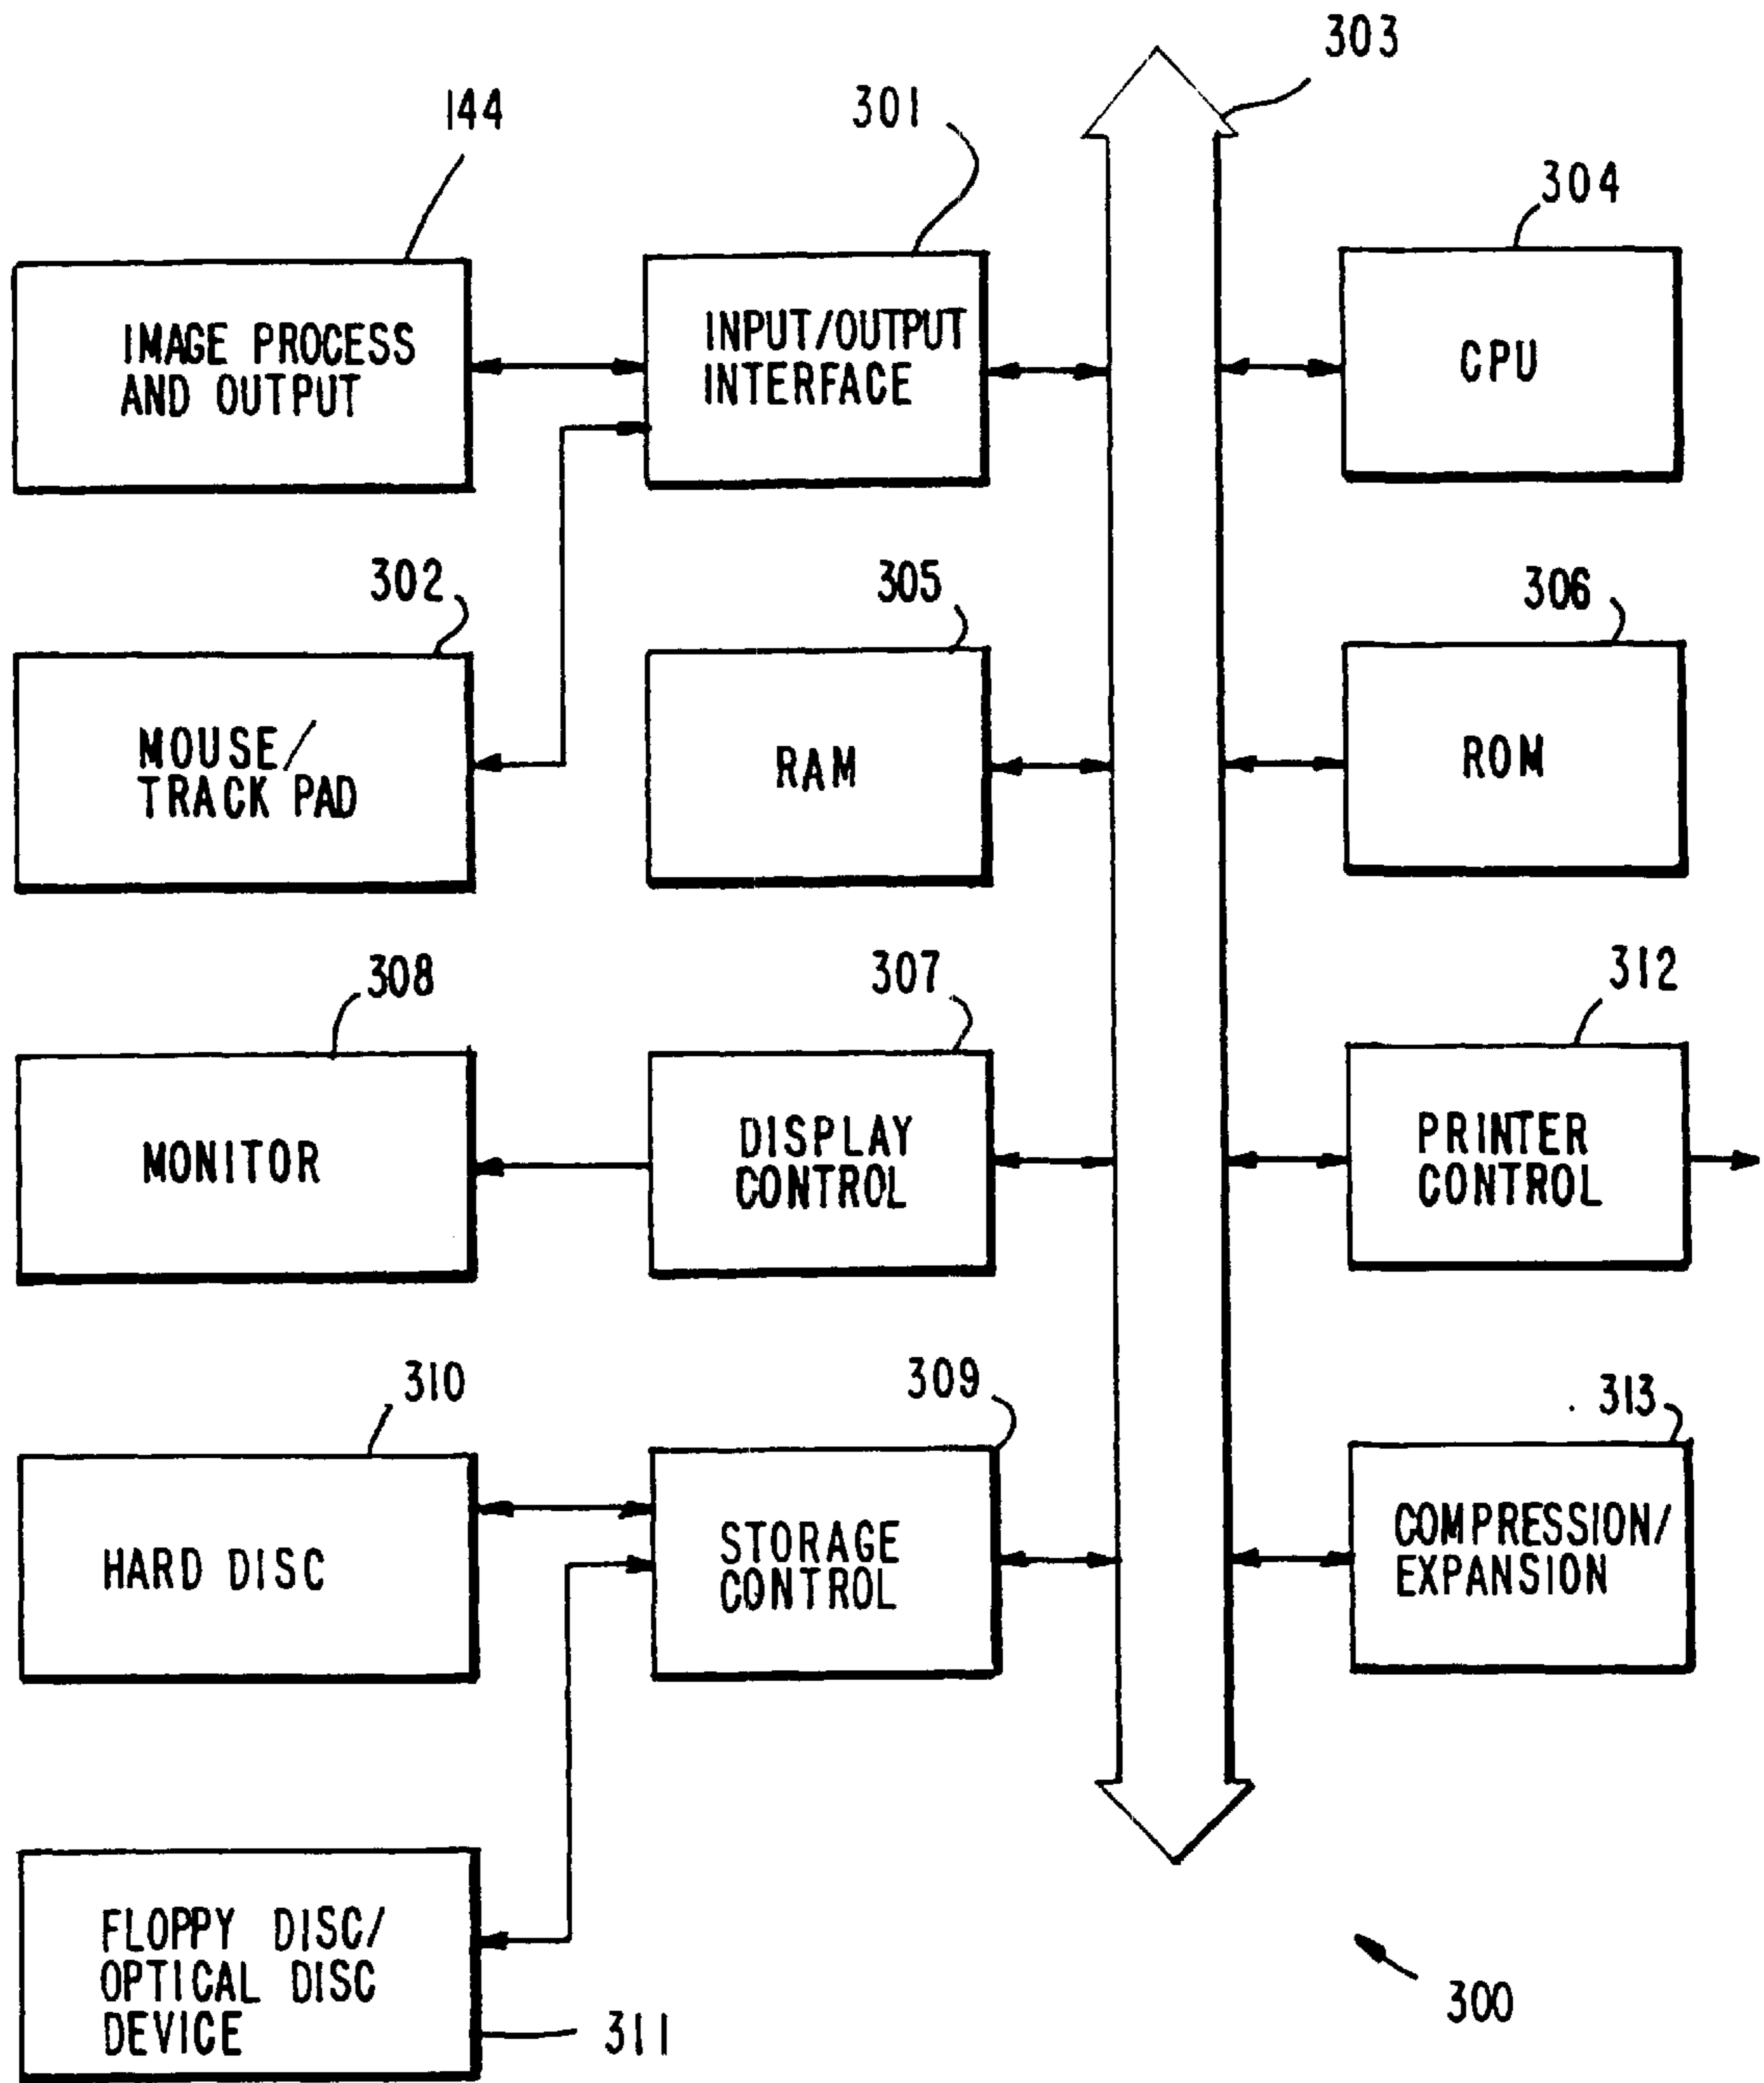 303
144
301
304
IMAGE PROCESS
AND OUTPUT
INPUT/OUTPUT
INTERFACE
CPU
302
305
306
MOUSE/
TRACK PAD
RAM
ROM
308
307
312
MONITOR
DISPLAY
CONTROL
PRINTER
CONTROL
310
309
313
HARD DISC
STORAGE
CONTROL
COMPRESSION/
EXPANSION
FLOPPY DISC/
OPTICAL DISC
DEVICE
311
300